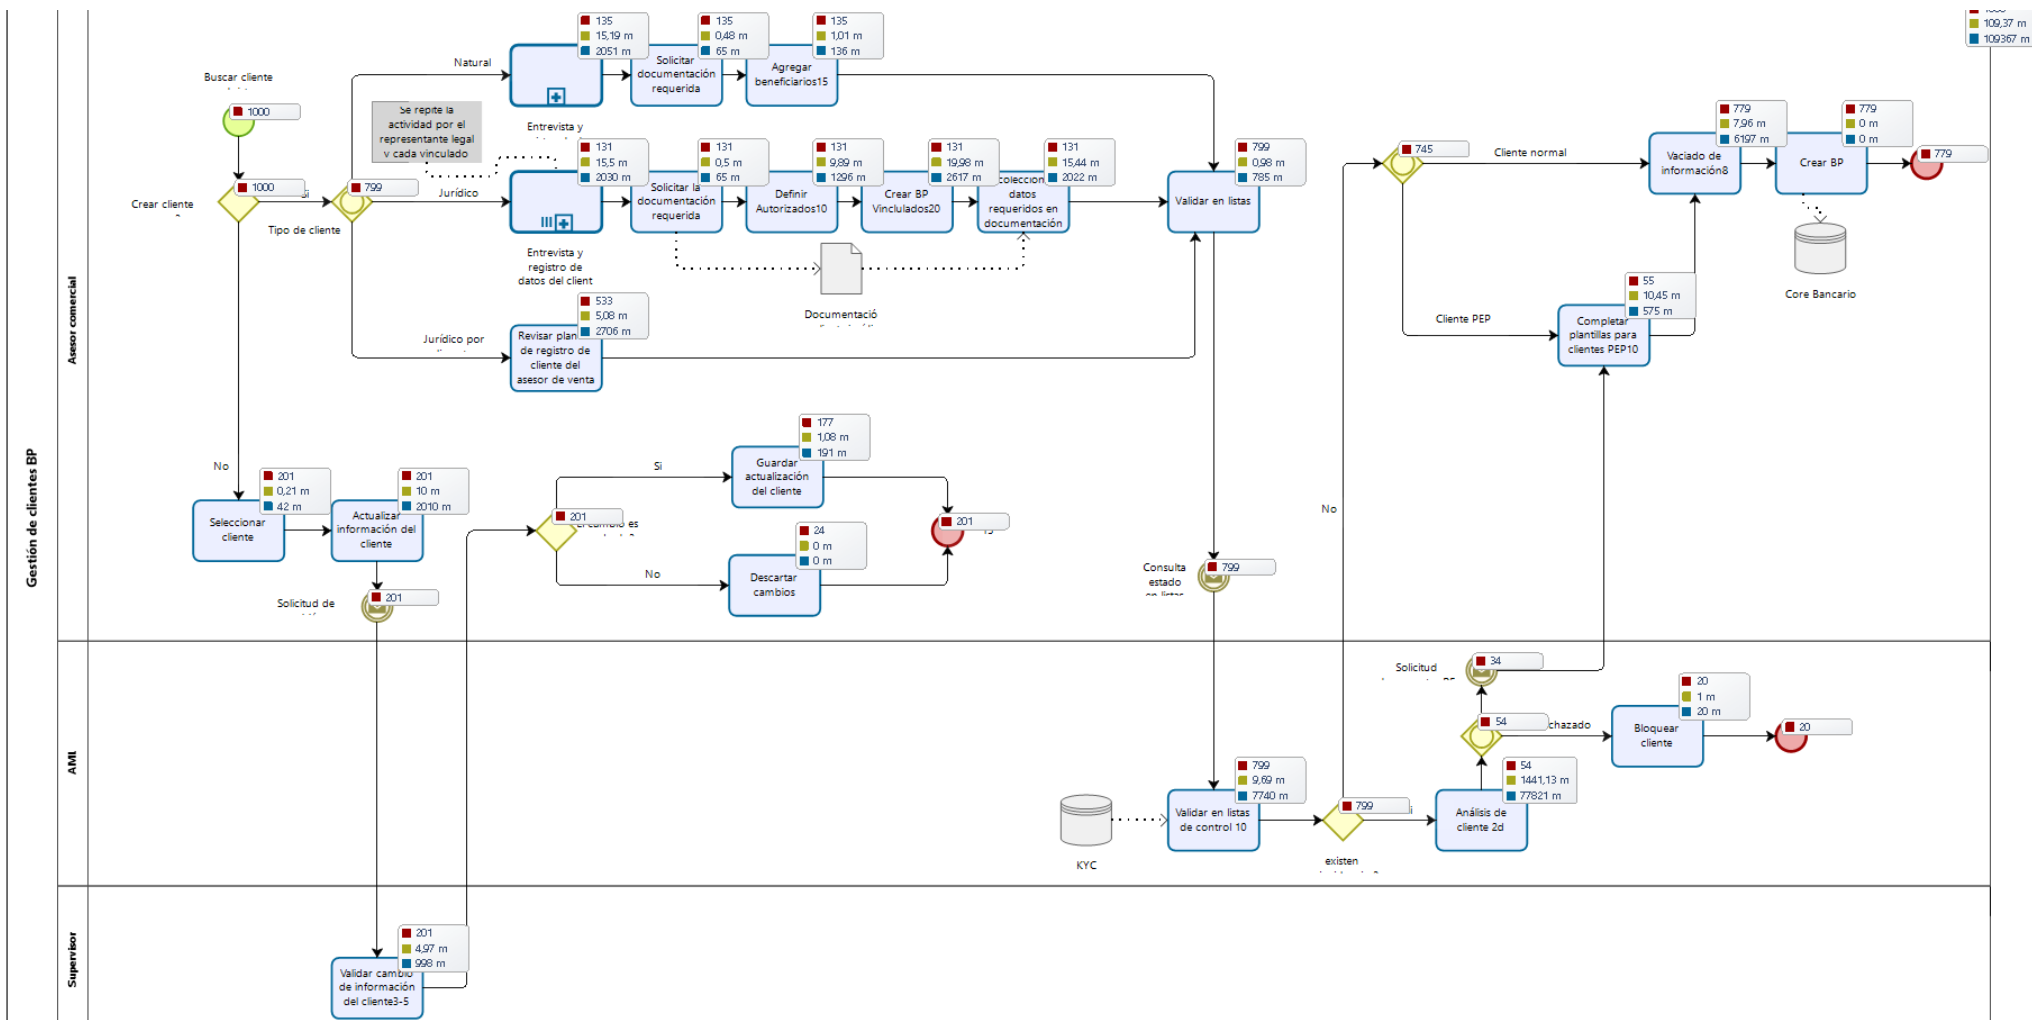 Gestión de clientes BP
Asesor comercial
AML
Supervisor
109,37 m
109367 m
Buscar cliente
1000
Crear cliente
1000
Si
799
Tipo de cliente
Natural
Se repite la
actividad por el
representante legal
y cada vinculado
Jurídico
Jurídico por
135
15,19 m
2051 m
Entrevista y
135
0,48 m
65 m
Solicitar
documentación
requerida
135
1,01 m
136 m
Agregar
beneficiarios15
131
15,5 m
2030 m
Entrevista y
registro de
datos del client
131
0,5 m
65 m
Solicitar la
documentación
requerida
131
9,89 m
1296 m
Definir
Autorizados10
131
19,98 m
2617 m
Crear BP
Vinclulados20
131
15,44 m
2022 m
datos
requeridos en
documentación
Documentació
533
5,08 m
2706 m
Revisar plan
de registro de
cliente del
asesor de venta
799
0,98 m
785 m
Validar en listas
Consulta
estado
en listas
799
No
201
0,21 m
42 m
Seleccionar
cliente
201
10 m
2010 m
Actualizar
información del
cliente
Solicitud de
201
201
El cambio es
Si
177
1,08 m
191 m
Guardar
actualización
del cliente
No
24
0 m
0 m
Descartar
cambios
201
745
Cliente normal
Cliente PEP
779
7,96 m
6197 m
Vaciado de
información8
779
0 m
0 m
Crear BP
779
Core Bancario
55
10,45 m
575 m
Completar
plantillas para
clientes PEP10
No
Solicitud
34
54
chazado
20
1 m
20 m
Bloquear
cliente
20
KYC
799
9,69 m
7740 m
Validar en listas
de control 10
799
existen
54
1441,13 m
77821 m
Análisis de
cliente 2d
201
4,97 m
998 m
Validar cambio
de información
del cliente3-5